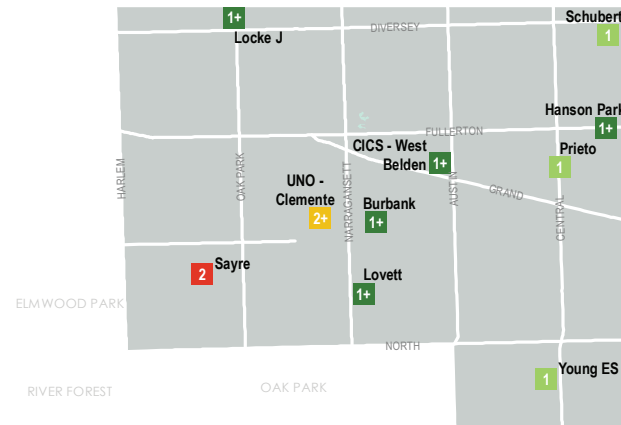 1+
Locke J
DIVERSEY
Schubert
1
Hanson Park
1+
FULLERTON
CICS - West
Belden
1+
Prieto
1
HARLEM
OAK PARK
UNO -
Clemente
2+
NARRAGANSETT
Burbank
1+
AUSTIN
GRAND
CENTRAL
2
Sayre
Lovett
1+
ELMWOOD PARK
NORTH
RIVER FOREST
OAK PARK
Young ES
1